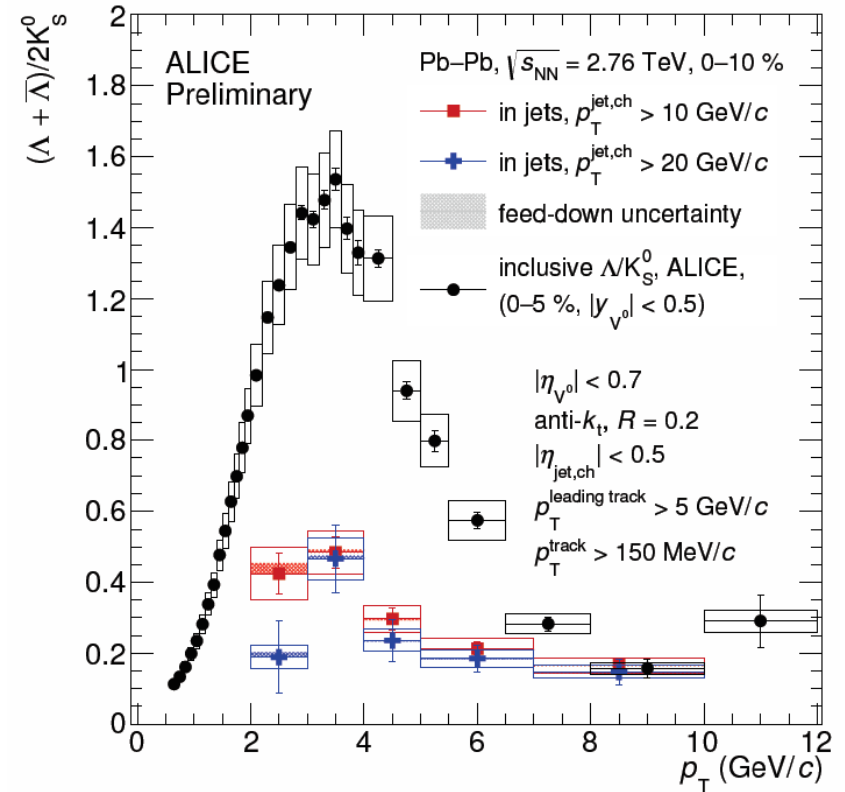 (Λ + Λ̅)/2K⁰_S
2
1.8
1.6
1.4
1.2
1
0.8
0.6
0.4
0.2
0
ALICE
Preliminary
Pb–Pb, √s_NN = 2.76 TeV, 0–10 %
in jets, p_T^jet,ch > 10 GeV/c
in jets, p_T^jet,ch > 20 GeV/c
feed-down uncertainty
inclusive Λ/K⁰_S, ALICE,
(0–5 %, |y_V⁰| < 0.5)
|η_V⁰| < 0.7
anti-k_t, R = 0.2
|η_jet,ch| < 0.5
p_T^leading track > 5 GeV/c
p_T^track > 150 MeV/c
0 2 4 6 8 10 12
p_T (GeV/c)